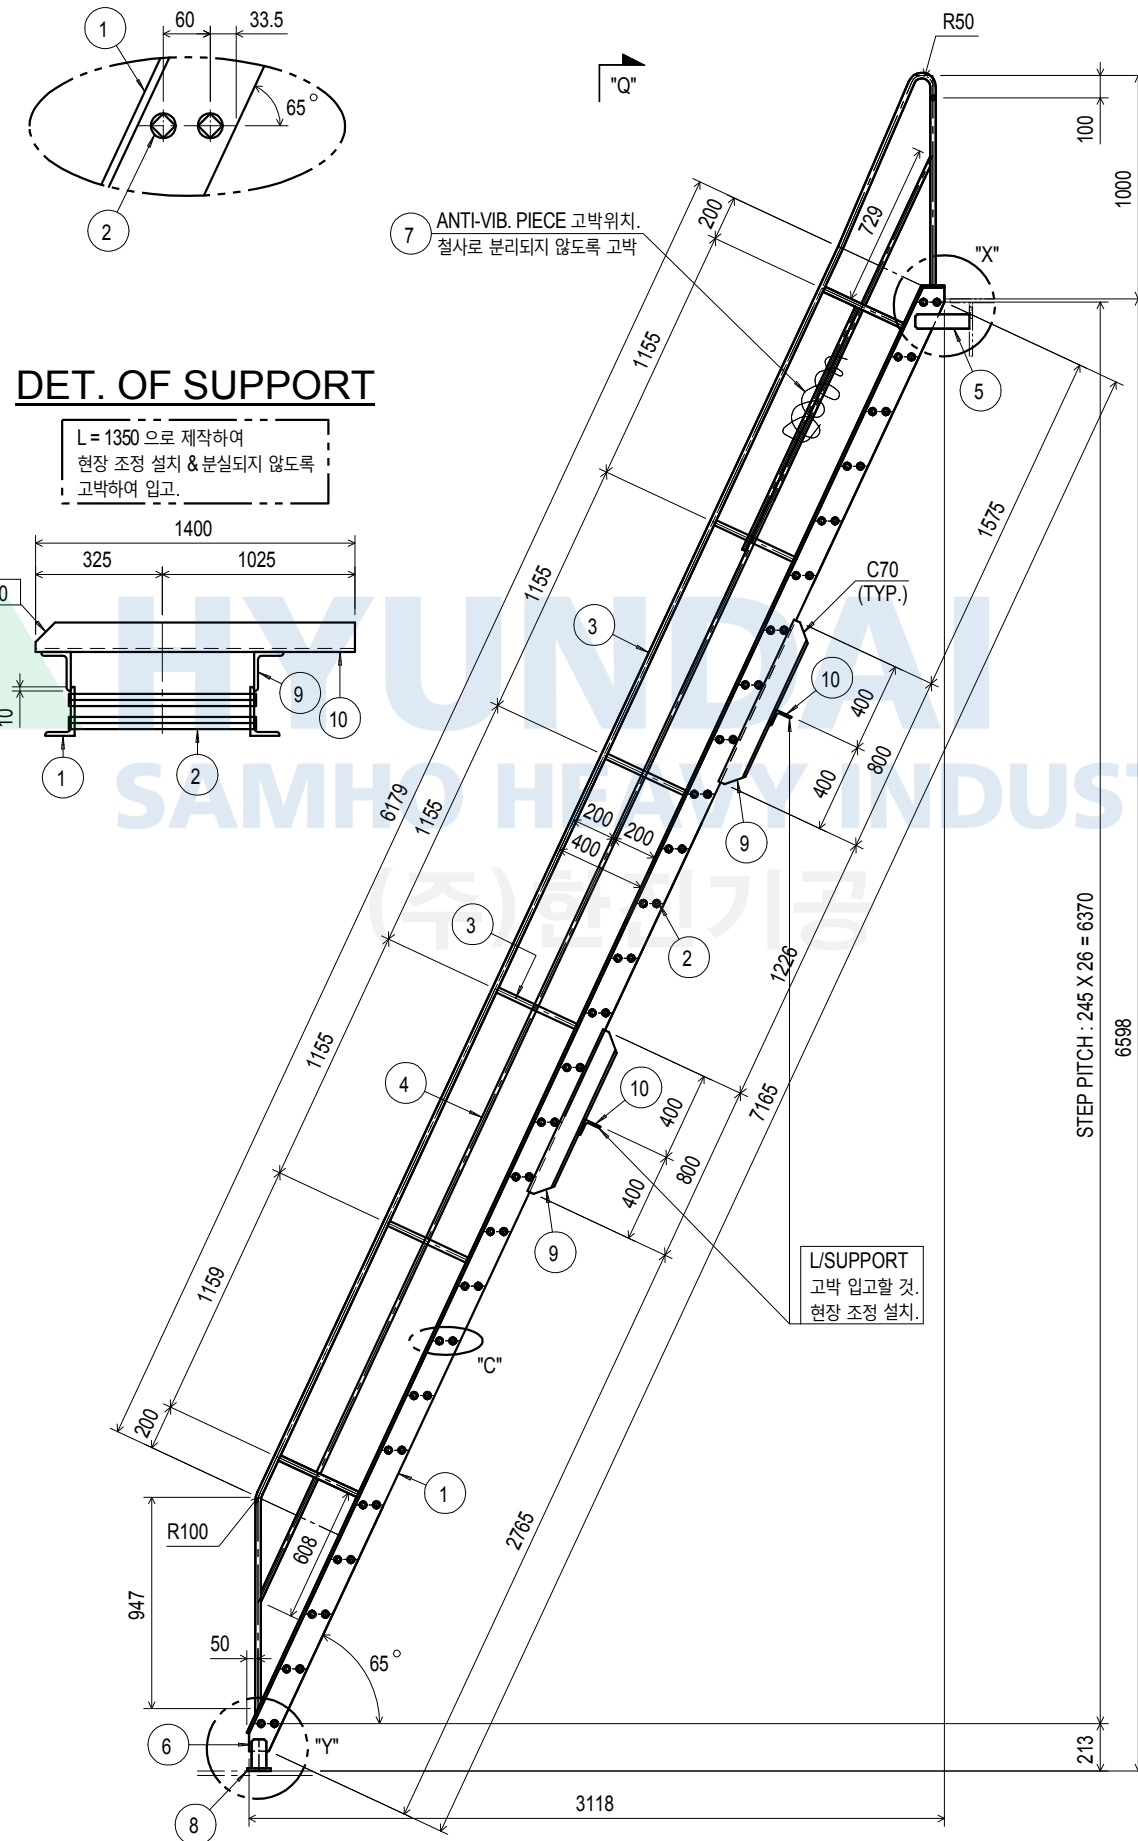 1
60
33.5
65°
2
"Q"
R50
100
1000
7
ANTI-VIB. PIECE 고박위치.
철사로 분리되지 않도록 고박
200
729
"X"
5
1155
DET. OF SUPPORT
L = 1350 으로 제작하여
현장 조정 설치 & 분실되지 않도록
고박하여 입고.
1400
325
1025
0
9
10
10
1
2
HYUNDAI
SAMHO HEAVY INDUST
(주)한진기공
1155
1575
C70
(TYP.)
3
10
400
800
400
9
6179
1155
200
200
400
3
2
1226
STEP PITCH : 245 X 26 = 6370
6598
1155
4
10
400
7165
800
400
9
L/SUPPORT
고박 입고할 것.
현장 조정 설치.
1159
"C"
200
1
R100
608
2765
947
50
65°
6
"Y"
213
8
3118